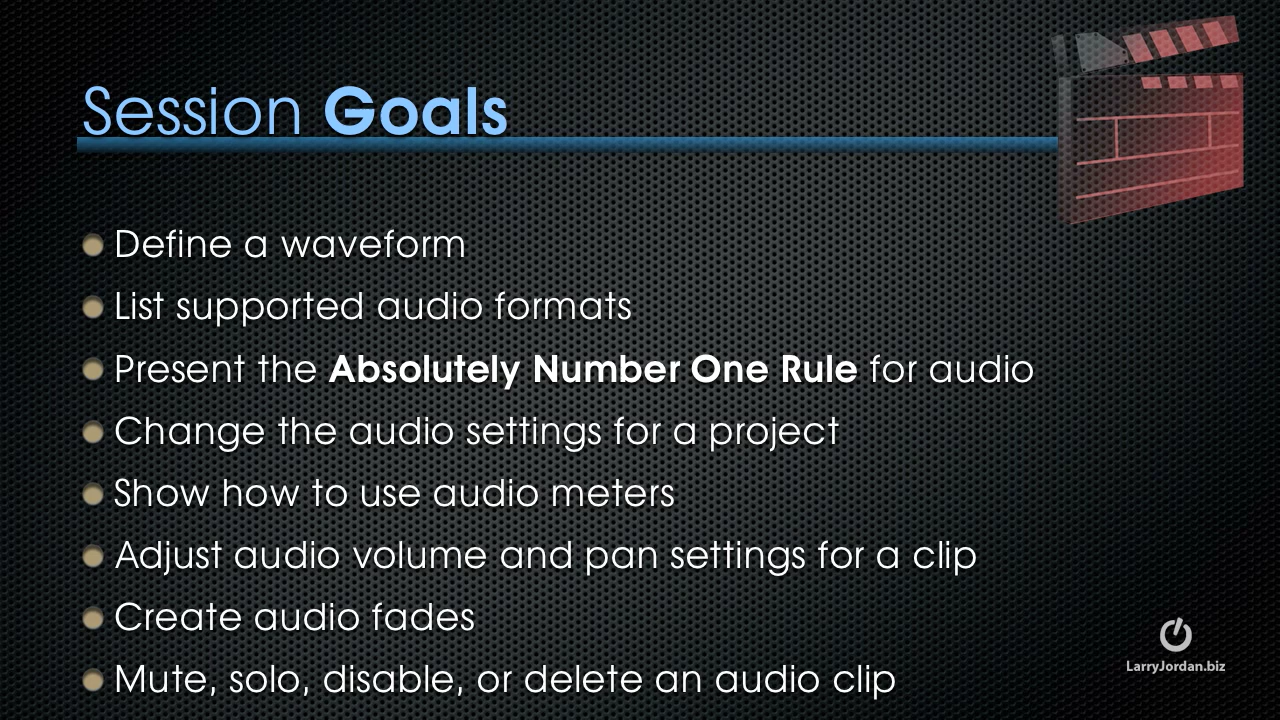 Session Goals
Define a waveform
List supported audio formats
Present the Absolutely Number One Rule for audio
Change the audio settings for a project
Show how to use audio meters
Adjust audio volume and pan settings for a clip
Create audio fades
Mute, solo, disable, or delete an audio clip
LarryJordan.biz